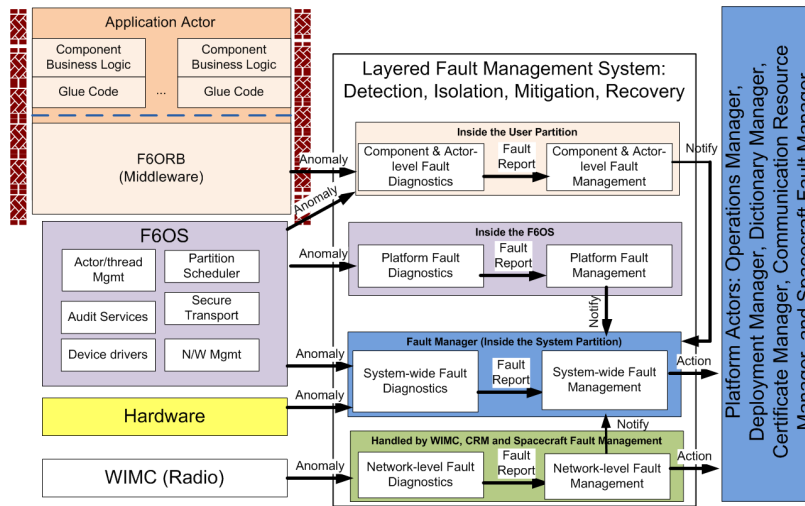 Application Actor
Component
Business Logic
Component
Business Logic
Glue Code
...
Glue Code
F6ORB
(Middleware)
F6OS
Actor/thread
Mgmt
Partition
Scheduler
Audit Services
Secure
Transport
Device drivers
N/W Mgmt
Hardware
WIMC (Radio)
Anomaly
Anomaly
Anomaly
Anomaly
Anomaly
Anomaly
Layered Fault Management System:
Detection, Isolation, Mitigation, Recovery
Inside the User Partition
Component & Actor-
level Fault
Diagnostics
Fault
Report
Component & Actor-
level Fault
Management
Notify
Inside the F6OS
Platform Fault
Diagnostics
Fault
Report
Platform Fault
Management
Notify
Fault Manager (Inside the System Partition)
System-wide Fault
Diagnostics
Fault
Report
System-wide Fault
Management
Action
Notify
Handled by WIMC, CRM and Spacecraft Fault Management
Network-level Fault
Diagnostics
Fault
Report
Network-level Fault
Management
Action
Platform Actors: Operations Manager,
Deployment Manager, Dictionary Manager,
Certificate Manager, Communication Resource
Manager, and Spacecraft Fault Manager